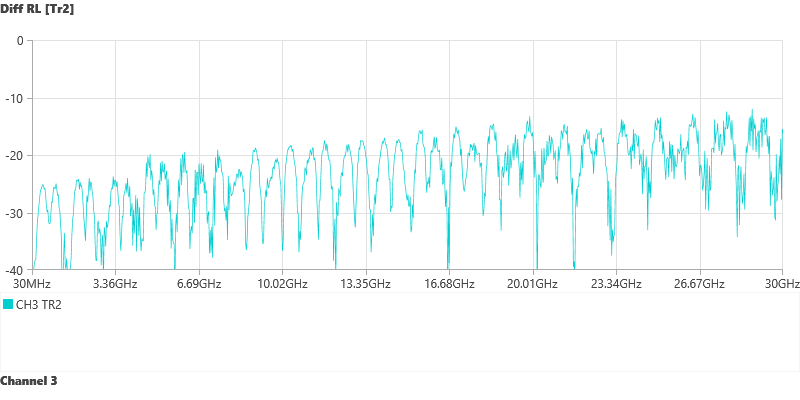 Diff RL [Tr2]
0
-10
-20
-30
-40
30MHz 3.36GHz 6.69GHz 10.02GHz 13.35GHz 16.68GHz 20.01GHz 23.34GHz 26.67GHz 30GHz
CH3 TR2
Channel 3